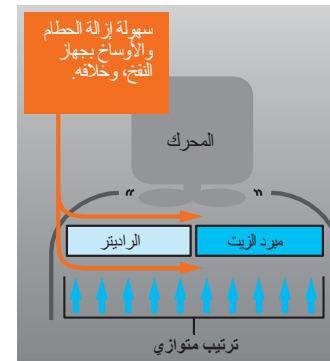 سهولة إزالة الحطام
والأوساخ بجهاز
النفخ، وخلافه.
المحرك
الراديتر
مبرد الزيت
ترتيب متوازي